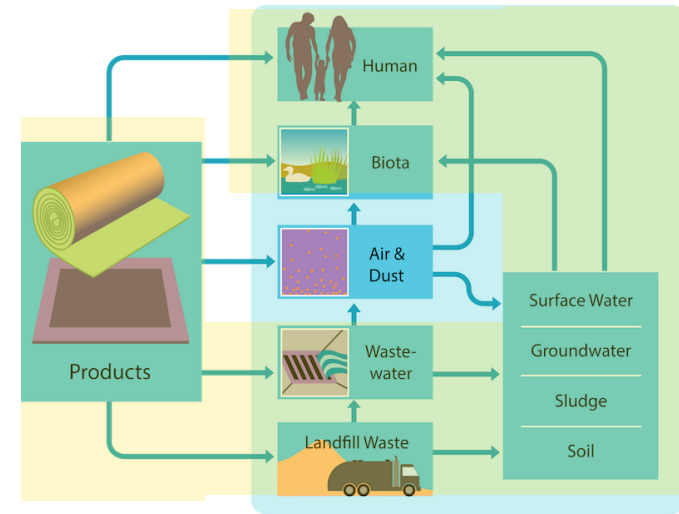 Human
Biota
Air &
Dust
Products
Waste-
water
Landfill Waste
Surface Water
Groundwater
Sludge
Soil